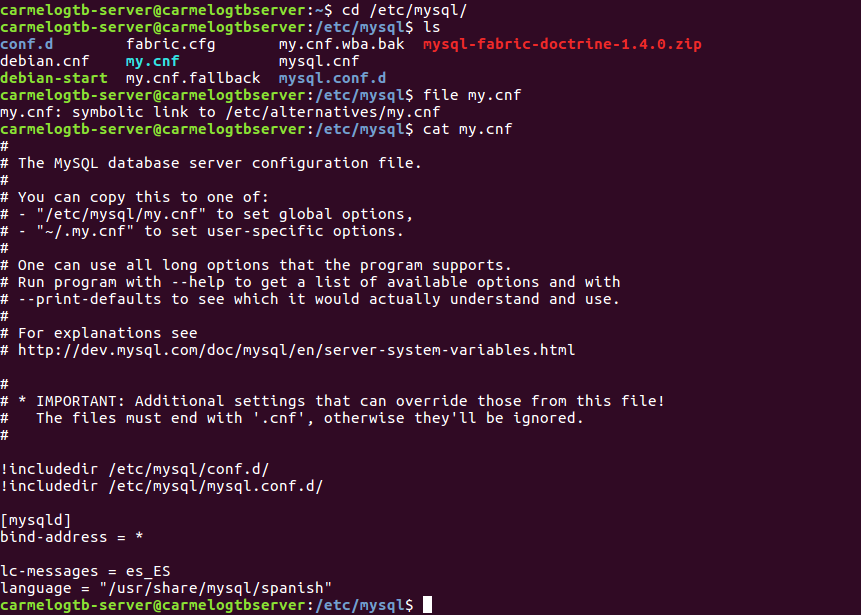 carmelogtb-server@carmelogtbserver:~$ cd /etc/mysql/
carmelogtb-server@carmelogtbserver:/etc/mysql$ ls
conf.d        fabric.cfg       my.cnf.wba.bak  mysql-fabric-doctrine-1.4.0.zip
debian.cnf    my.cnf           mysql.cnf
debian-start  my.cnf.fallback  mysql.conf.d
carmelogtb-server@carmelogtbserver:/etc/mysql$ file my.cnf
my.cnf: symbolic link to /etc/alternatives/my.cnf
carmelogtb-server@carmelogtbserver:/etc/mysql$ cat my.cnf
#
# The MySQL database server configuration file.
#
# You can copy this to one of:
# - "/etc/mysql/my.cnf" to set global options,
# - "~/.my.cnf" to set user-specific options.
#
# One can use all long options that the program supports.
# Run program with --help to get a list of available options and with
# --print-defaults to see which it would actually understand and use.
#
# For explanations see
# http://dev.mysql.com/doc/mysql/en/server-system-variables.html

#
# * IMPORTANT: Additional settings that can override those from this file!
#   The files must end with '.cnf', otherwise they'll be ignored.
#

!includedir /etc/mysql/conf.d/
!includedir /etc/mysql/mysql.conf.d/

[mysqld]
bind-address = *

lc-messages = es_ES
language = "/usr/share/mysql/spanish"
carmelogtb-server@carmelogtbserver:/etc/mysql$